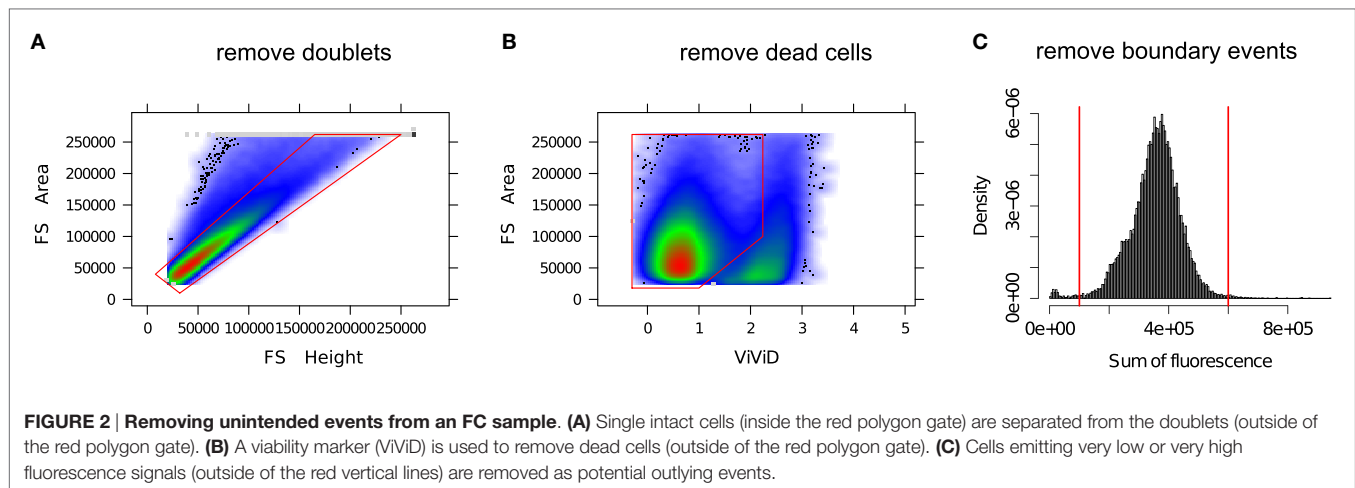 A
remove doublets
FS Area
250000
200000
150000
100000
50000
0
0 50000 100000 150000 200000 250000
FS Height
B
remove dead cells
FS Area
250000
200000
150000
100000
50000
0
0 1 2 3 4 5
ViViD
C
remove boundary events
Density
6e-06
3e-06
0e+00
0e+00 4e+05 8e+05
Sum of fluorescence
FIGURE 2 | Removing unintended events from an FC sample. (A) Single intact cells (inside the red polygon gate) are separated from the doublets (outside of
the red polygon gate). (B) A viability marker (ViViD) is used to remove dead cells (outside of the red polygon gate). (C) Cells emitting very low or very high
fluorescence signals (outside of the red vertical lines) are removed as potential outlying events.